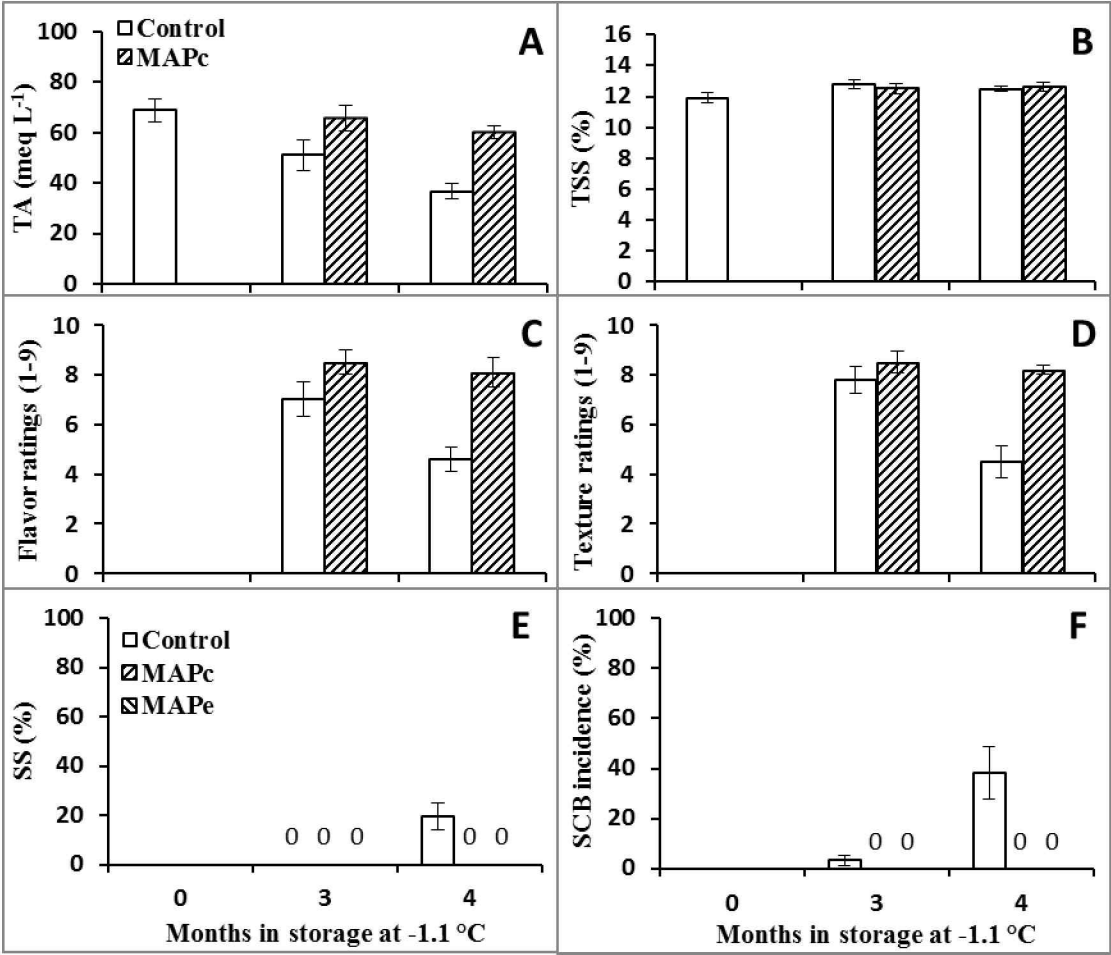 A
Control
MAPc
100
80
60
40
20
0
TA (meq L-1)
B
16
14
12
10
8
6
4
2
0
TSS (%)
C
10
8
6
4
2
0
Flavor ratings (1-9)
D
10
8
6
4
2
0
Texture ratings (1-9)
E
Control
MAPc
MAPe
100
80
60
40
20
0
SS (%)
0 0 0
0 0
0 3 4
Months in storage at -1.1 °C
F
100
80
60
40
20
0
SCB incidence (%)
0 0
0 0
0 3 4
Months in storage at -1.1 °C